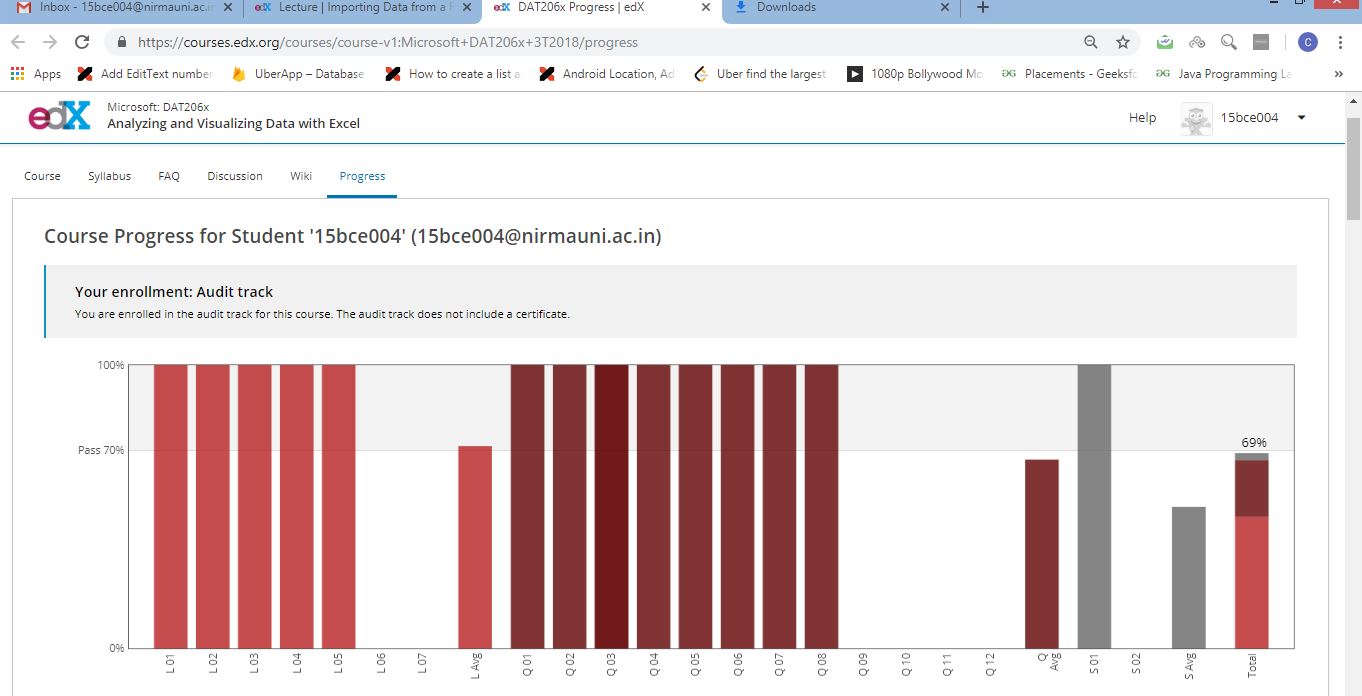 Inbox - 15bce004@nirmauni.ac.in
Lecture | Importing Data from a
DAT206x Progress | edX
Downloads
https://courses.edx.org/courses/course-v1:Microsoft+DAT206x+3T2018/progress
C
Apps
Add EditText number
UberApp – Database
How to create a list a
Android Location, Ad
Uber find the largest
1080p Bollywood Mo
Placements - Geeksfo
Java Programming La
»
edX
Microsoft: DAT206x
Analyzing and Visualizing Data with Excel
Help
15bce004
Course
Syllabus
FAQ
Discussion
Wiki
Progress
Course Progress for Student '15bce004' (15bce004@nirmauni.ac.in)
Your enrollment: Audit track
You are enrolled in the audit track for this course. The audit track does not include a certificate.
100%
Pass 70%
69%
0%
L 01
L 02
L 03
L 04
L 05
L 06
L 07
L Avg
Q 01
Q 02
Q 03
Q 04
Q 05
Q 06
Q 07
Q 08
Q 09
Q 10
Q 11
Q 12
Q Avg
S 01
S 02
S Avg
Total